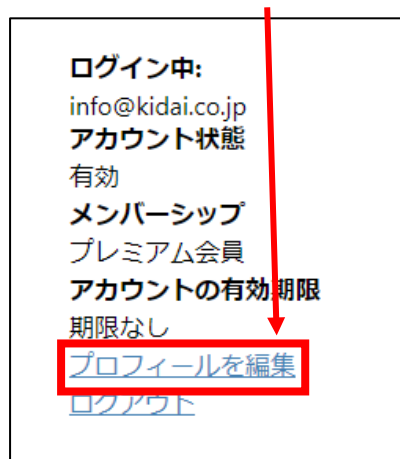 ログイン中:
info@kidai.co.jp
アカウント状態
有効
メンバーシップ
プレミアム会員
アカウントの有効期限
期限なし
プロフィールを編集
ログアウト